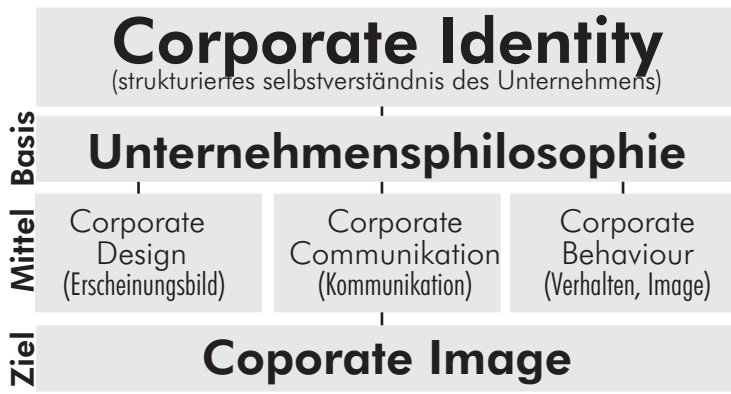 Corporate Identity
(strukturiertes selbstverständnis des Unternehmens)
Basis
Unternehmensphilosophie
Mittel
Corporate
Design
(Erscheinungsbild)
Corporate
Communikation
(Kommunikation)
Corporate
Behaviour
(Verhalten, Image)
Ziel
Coporate Image